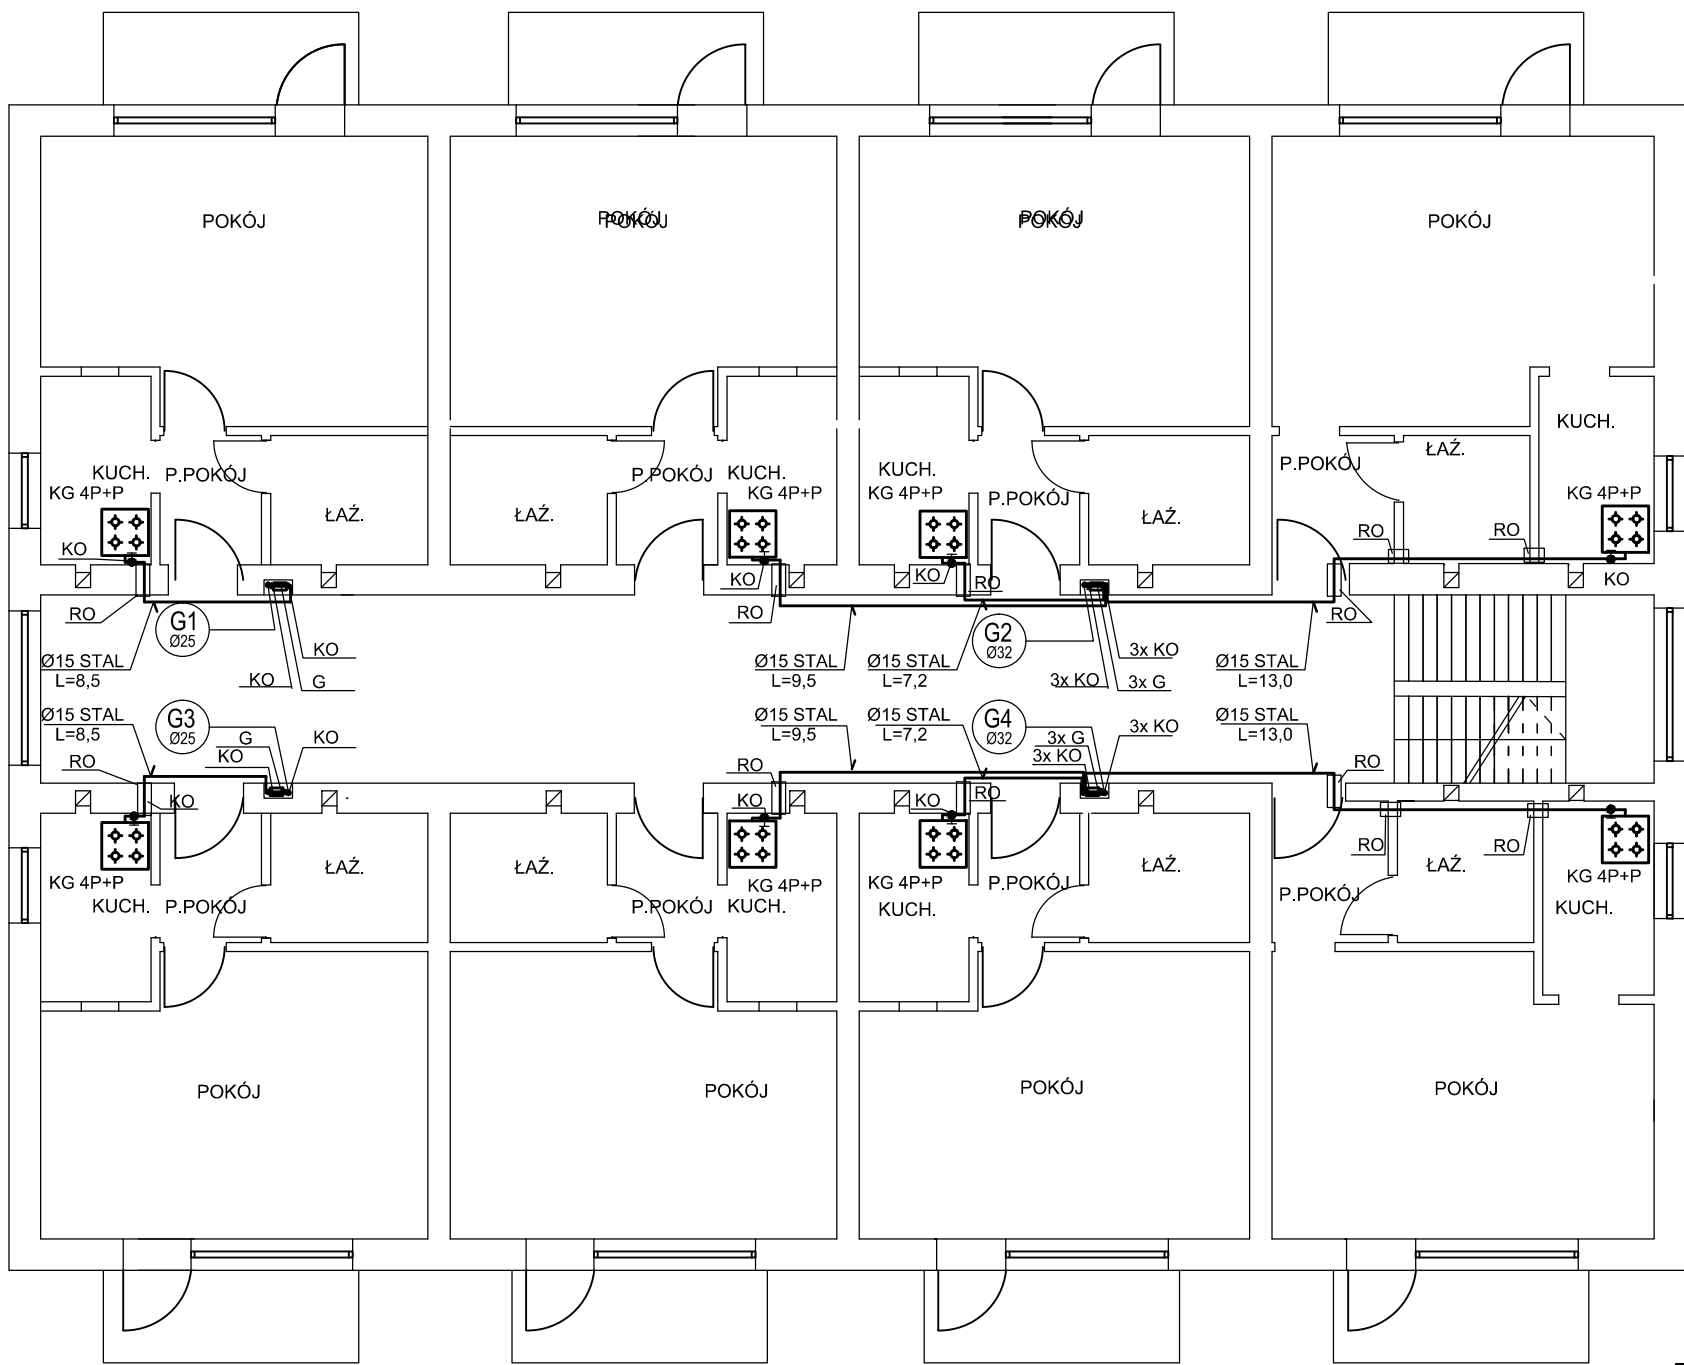 POKÓJ
POKÓJ
POKÓJ
POKÓJ
POKÓJ
POKÓJ
KUCH.
ŁAŹ.
P.POKÓJ
KUCH.
P.POKÓJ
P.POKÓJ
KUCH.
KUCH.
KG 4P+P
KG 4P+P
KG 4P+P
P.POKÓJ
KG 4P+P
ŁAŹ.
ŁAŹ.
ŁAŹ.
RO
RO
KO
KO
KO
RO
KO
RO
RO
RO
G1
Ø25
G2
Ø32
KO
3x KO
Ø15 STAL
L=8,5
KO
G
Ø15 STAL
L=9,5
Ø15 STAL
L=7,2
3x KO
3x G
Ø15 STAL
L=13,0
Ø15 STAL
L=8,5
G3
Ø25
G
KO
KO
Ø15 STAL
L=9,5
Ø15 STAL
L=7,2
G4
Ø32
3x G
3x KO
3x KO
Ø15 STAL
L=13,0
RO
RO
RO
KO
KO
KO
RO
RO
RO
ŁAŹ.
ŁAŹ.
ŁAŹ.
ŁAŹ.
KG 4P+P
KG 4P+P
KG 4P+P
P.POKÓJ
KG 4P+P
KUCH.
P.POKÓJ
P.POKÓJ
KUCH.
KUCH.
P.POKÓJ
KUCH.
POKÓJ
POKÓJ
POKÓJ
POKÓJ